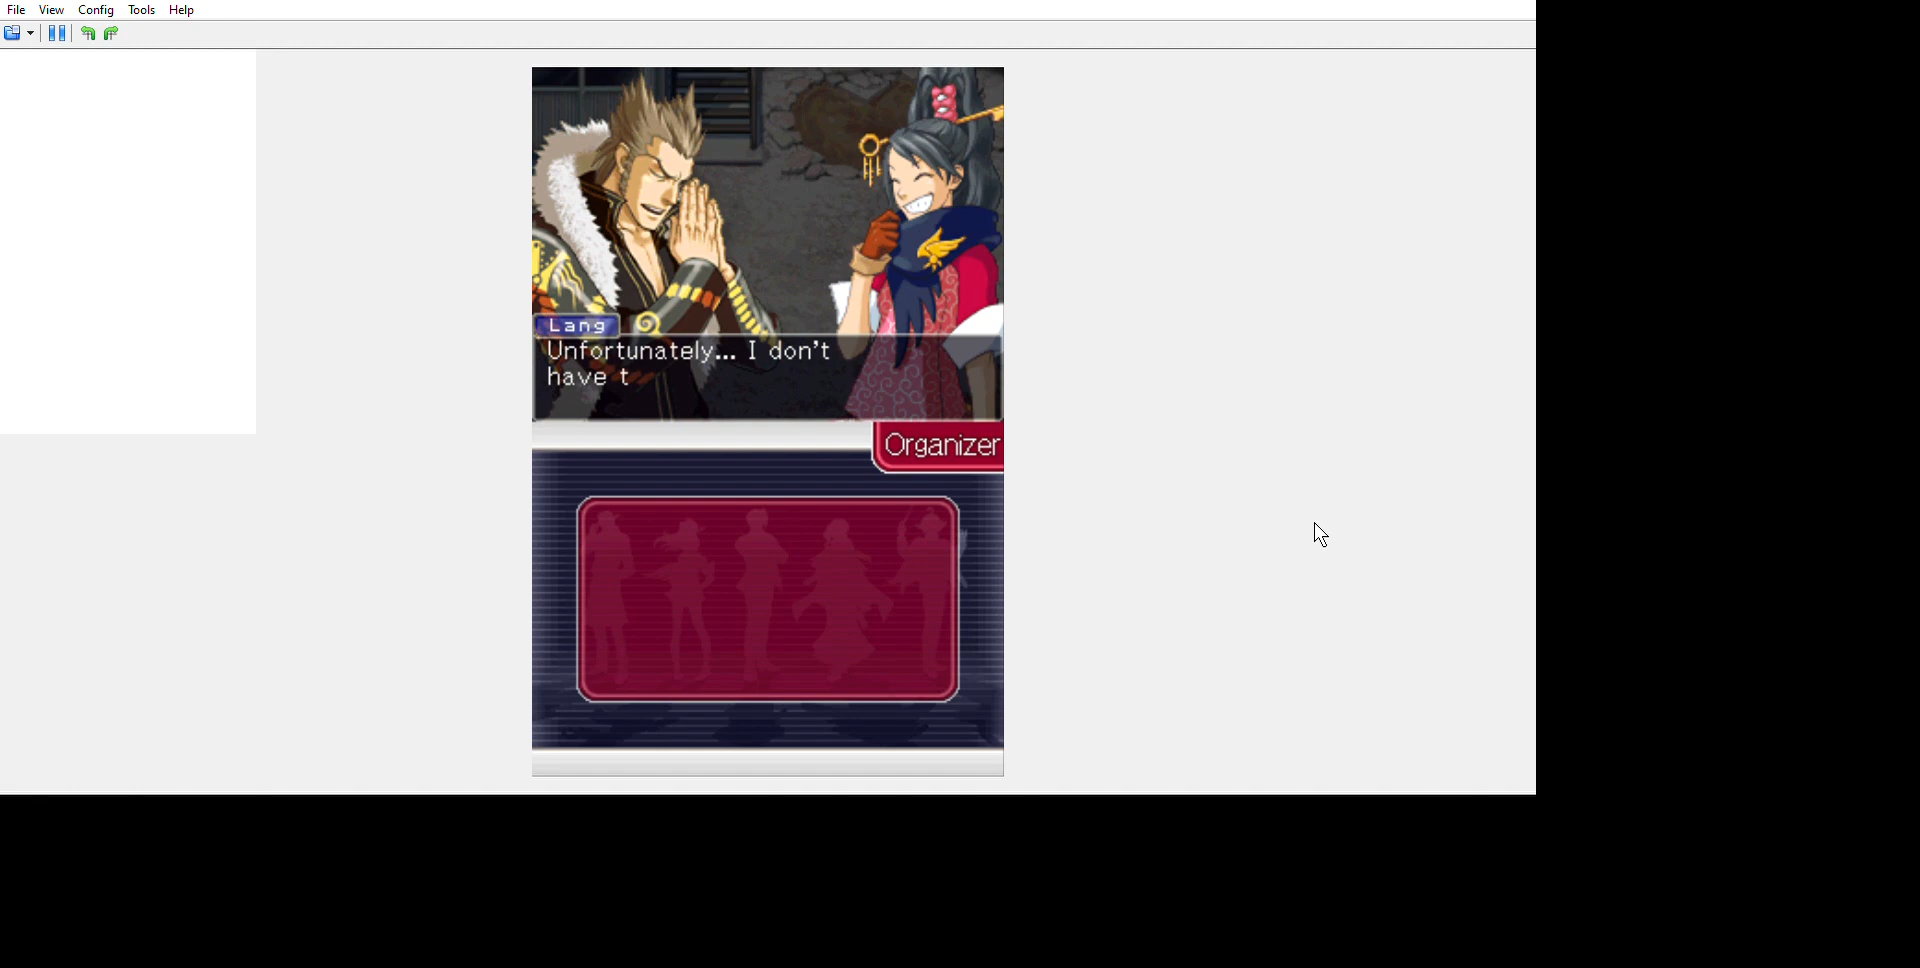 File View Config Tools Help
Lang
Unfortunately... I don't
have t
Organizer